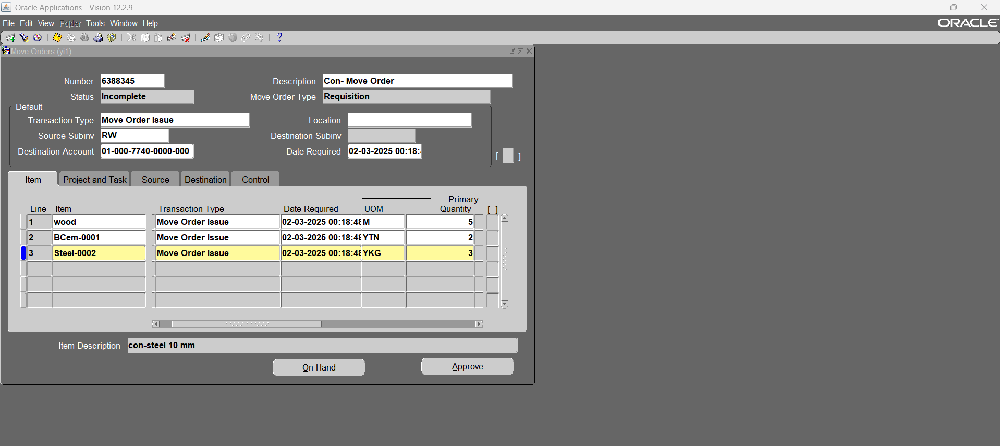 Oracle Applications - Vision 12.2.9
File Edit View Folder Tools Window Help
ORACLE
Move Orders (yi1)
Number 6388345 Description Con- Move Order
Status Incomplete Move Order Type Requisition
Default
Transaction Type Move Order Issue Location
Source Subinv RW Destination Subinv
Destination Account 01-000-7740-0000-000 Date Required 02-03-2025 00:18:
[ ]
Item Project and Task Source Destination Control
Primary
Line Item Transaction Type Date Required UOM Quantity [ ]
1 wood Move Order Issue 02-03-2025 00:18:48 M 5
2 BCem-0001 Move Order Issue 02-03-2025 00:18:48 YTN 2
3 Steel-0002 Move Order Issue 02-03-2025 00:18:48 YKG 3
Item Description con-steel 10 mm
On Hand Approve